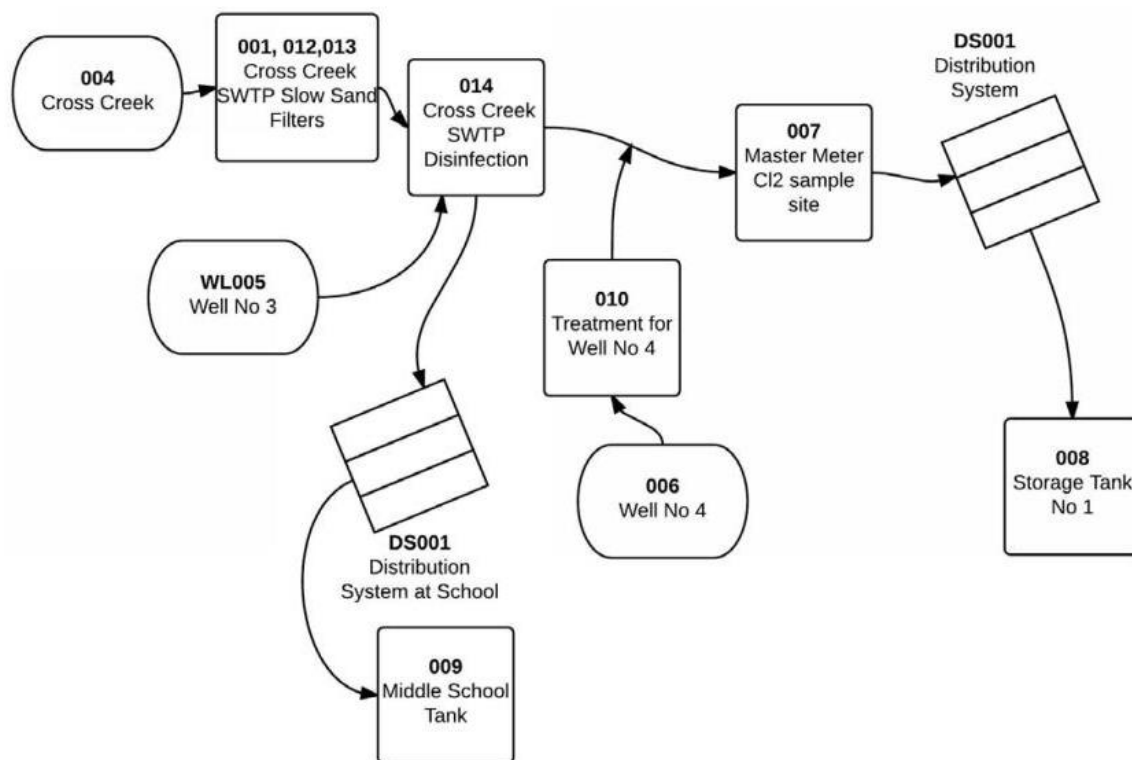 004
Cross Creek
001, 012,013
Cross Creek
SWTP Slow Sand
Filters
014
Cross Creek
SWTP
Disinfection
007
Master Meter
Cl2 sample
site
DS001
Distribution
System
WL005
Well No 3
010
Treatment for
Well No 4
006
Well No 4
008
Storage Tank
No 1
DS001
Distribution
System at School
009
Middle School
Tank